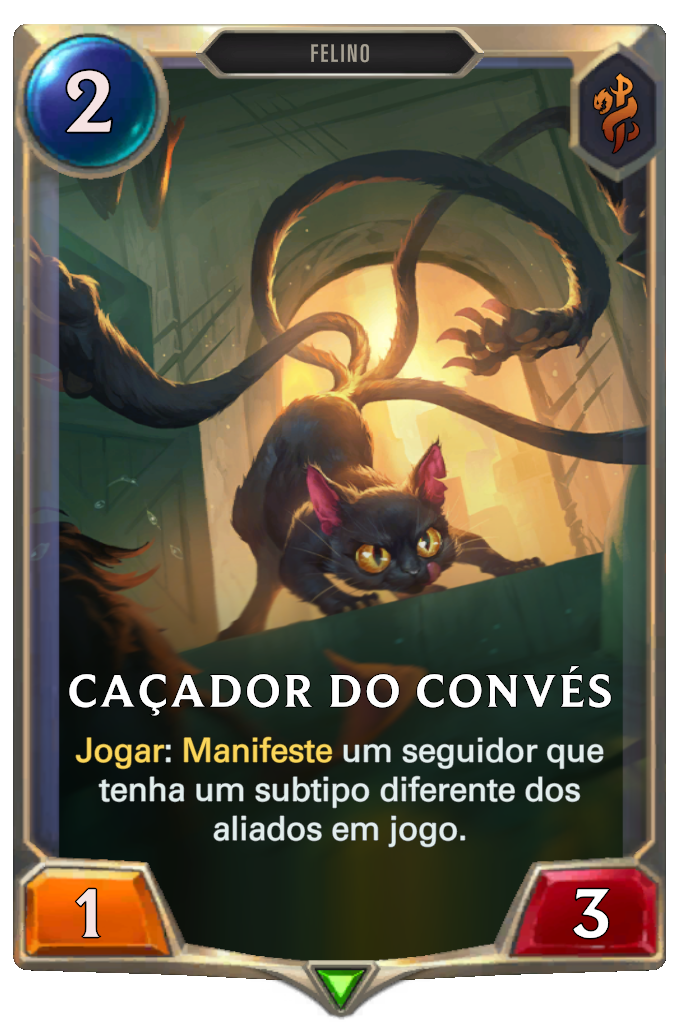 2
FELINO
CAÇADOR DO CONVÉS
Jogar: Manifeste um seguidor que
tenha um subtipo diferente dos
aliados em jogo.
1
3